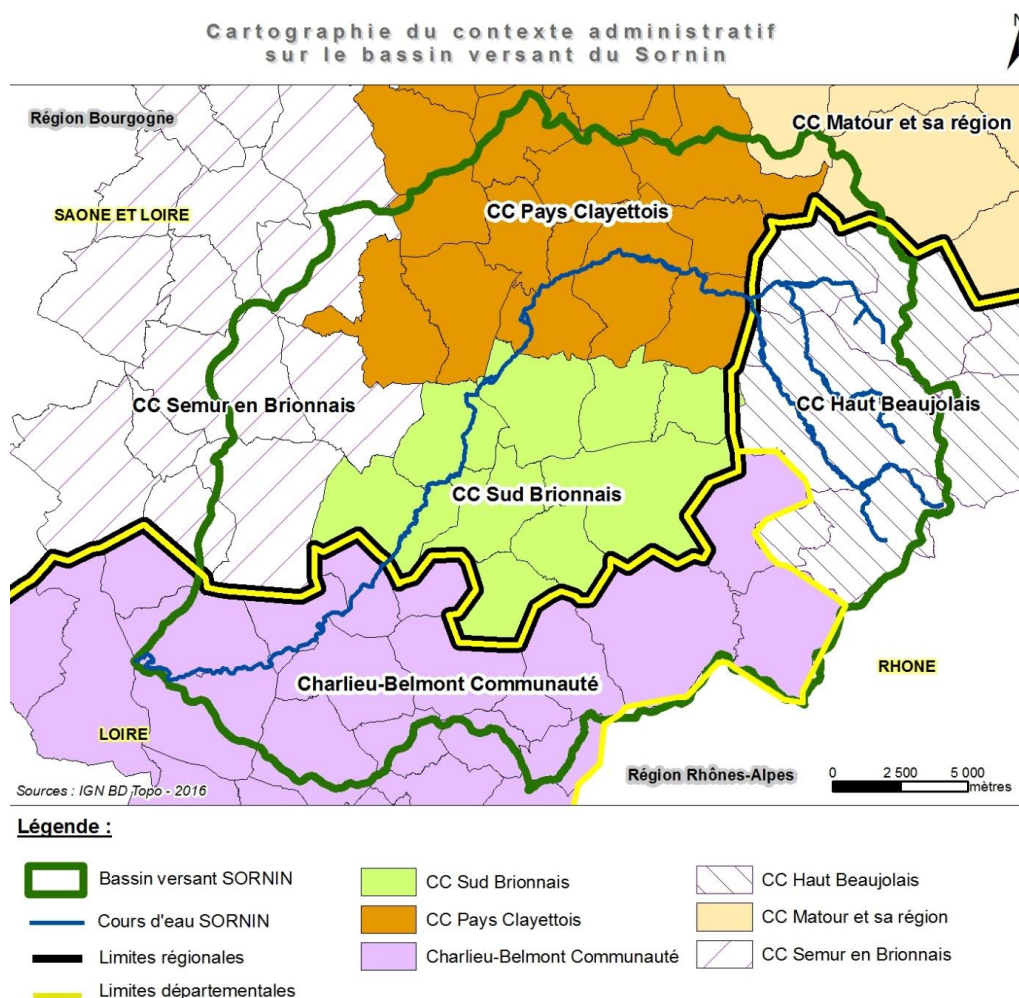 Cartographie du contexte administratif
sur le bassin versant du Sornin
N
Région Bourgogne
CC Matour et sa région
SAONE ET LOIRE
CC Pays Clayettois
CC Semur en Brionnais
CC Haut Beaujolais
CC Sud Brionnais
Charlieu-Belmont Communauté
RHONE
LOIRE
Région Rhônes-Alpes
0 2 500 5 000
mètres
Sources : IGN BD Topo - 2016
Légende :
Bassin versant SORNIN
Cours d'eau SORNIN
Limites régionales
Limites départementales
CC Sud Brionnais
CC Pays Clayettois
Charlieu-Belmont Communauté
CC Haut Beaujolais
CC Matour et sa région
CC Semur en Brionnais